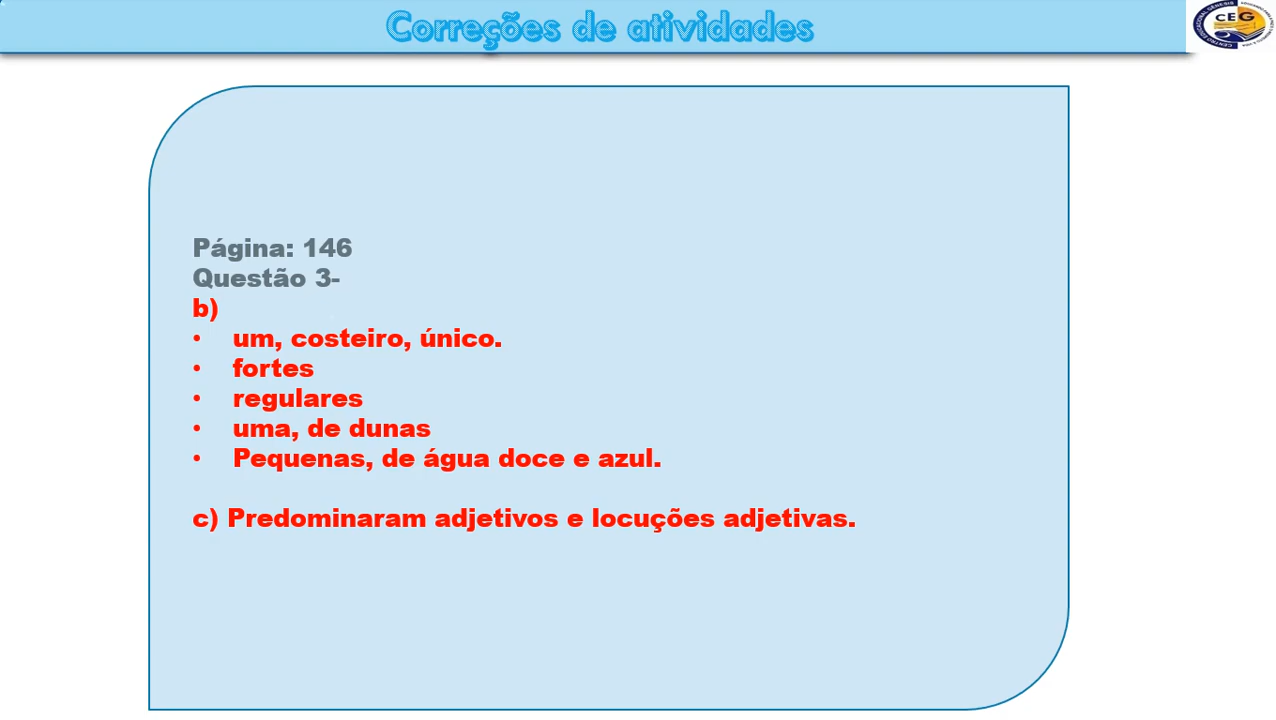 Correções de atividades
CEG
Página: 146
Questão 3-
b)
• um, costeiro, único.
• fortes
• regulares
• uma, de dunas
• Pequenas, de água doce e azul.
c) Predominaram adjetivos e locuções adjetivas.